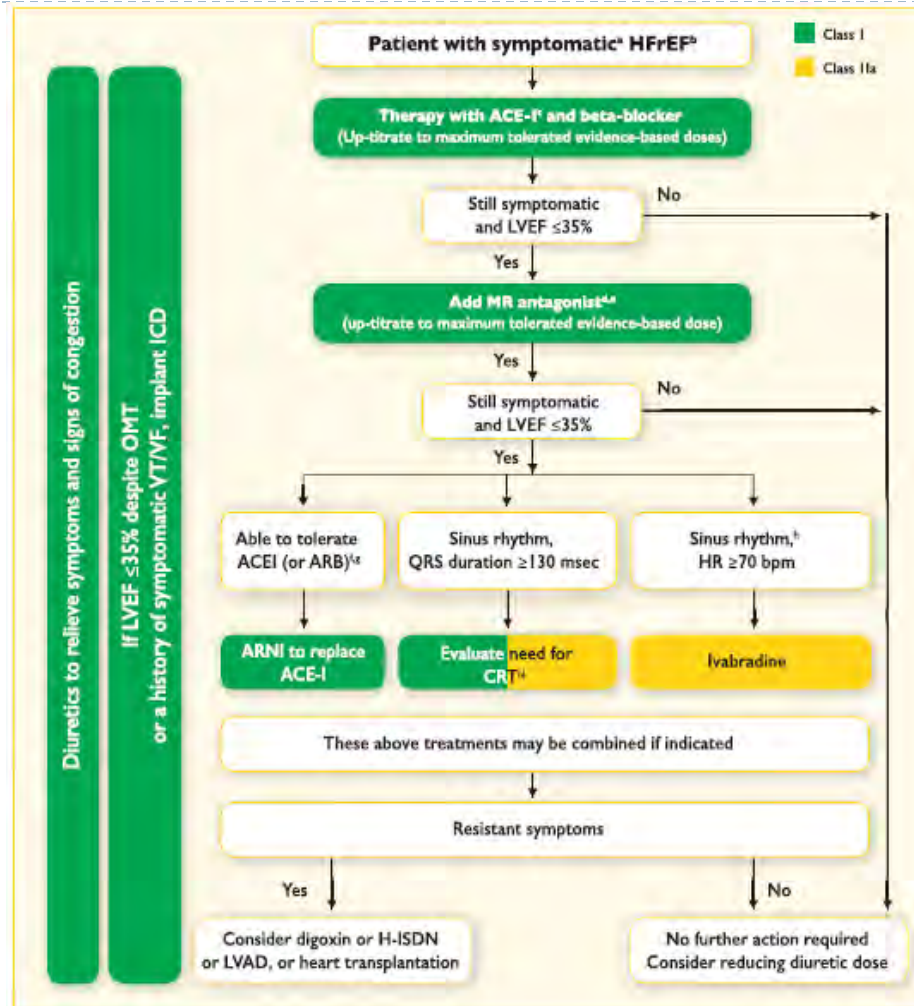 Patient with symptomaticᵃ HFrEFᵇ
Class I
Class IIa
Therapy with ACE-Iᶜ and beta-blocker
(Up-titrate to maximum tolerated evidence-based doses)
Still symptomatic
and LVEF ≤35%
No
Yes
Add MR antagonistᵈ,ᵉ
(up-titrate to maximum tolerated evidence-based dose)
Yes
Still symptomatic
and LVEF ≤35%
No
Yes
Able to tolerate
ACEI (or ARB)ᶠ,ᵍ
Sinus rhythm,
QRS duration ≥130 msec
Sinus rhythm,ʰ
HR ≥70 bpm
ARNI to replace
ACE-I
Evaluate need for
CRTⁱ,ʲ
Ivabradine
These above treatments may be combined if indicated
Resistant symptoms
Yes
No
Consider digoxin or H-ISDN
or LVAD, or heart transplantation
No further action required
Consider reducing diuretic dose
Diuretics to relieve symptoms and signs of congestion
If LVEF ≤35% despite OMT
or a history of symptomatic VT/VF, implant ICD